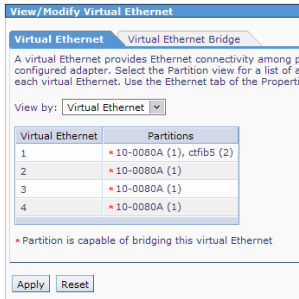 View/Modify Virtual Ethernet
Virtual Ethernet Virtual Ethernet Bridge
A virtual Ethernet provides Ethernet connectivity among
configured adapter. Select the Partition view for a list of a
each virtual Ethernet. Use the Ethernet tab of the Properti
View by: Virtual Ethernet
Virtual Ethernet Partitions
1 * 10-0080A (1), ctfib5 (2)
2 * 10-0080A (1)
3 * 10-0080A (1)
4 * 10-0080A (1)
* Partition is capable of bridging this virtual Ethernet
Apply Reset